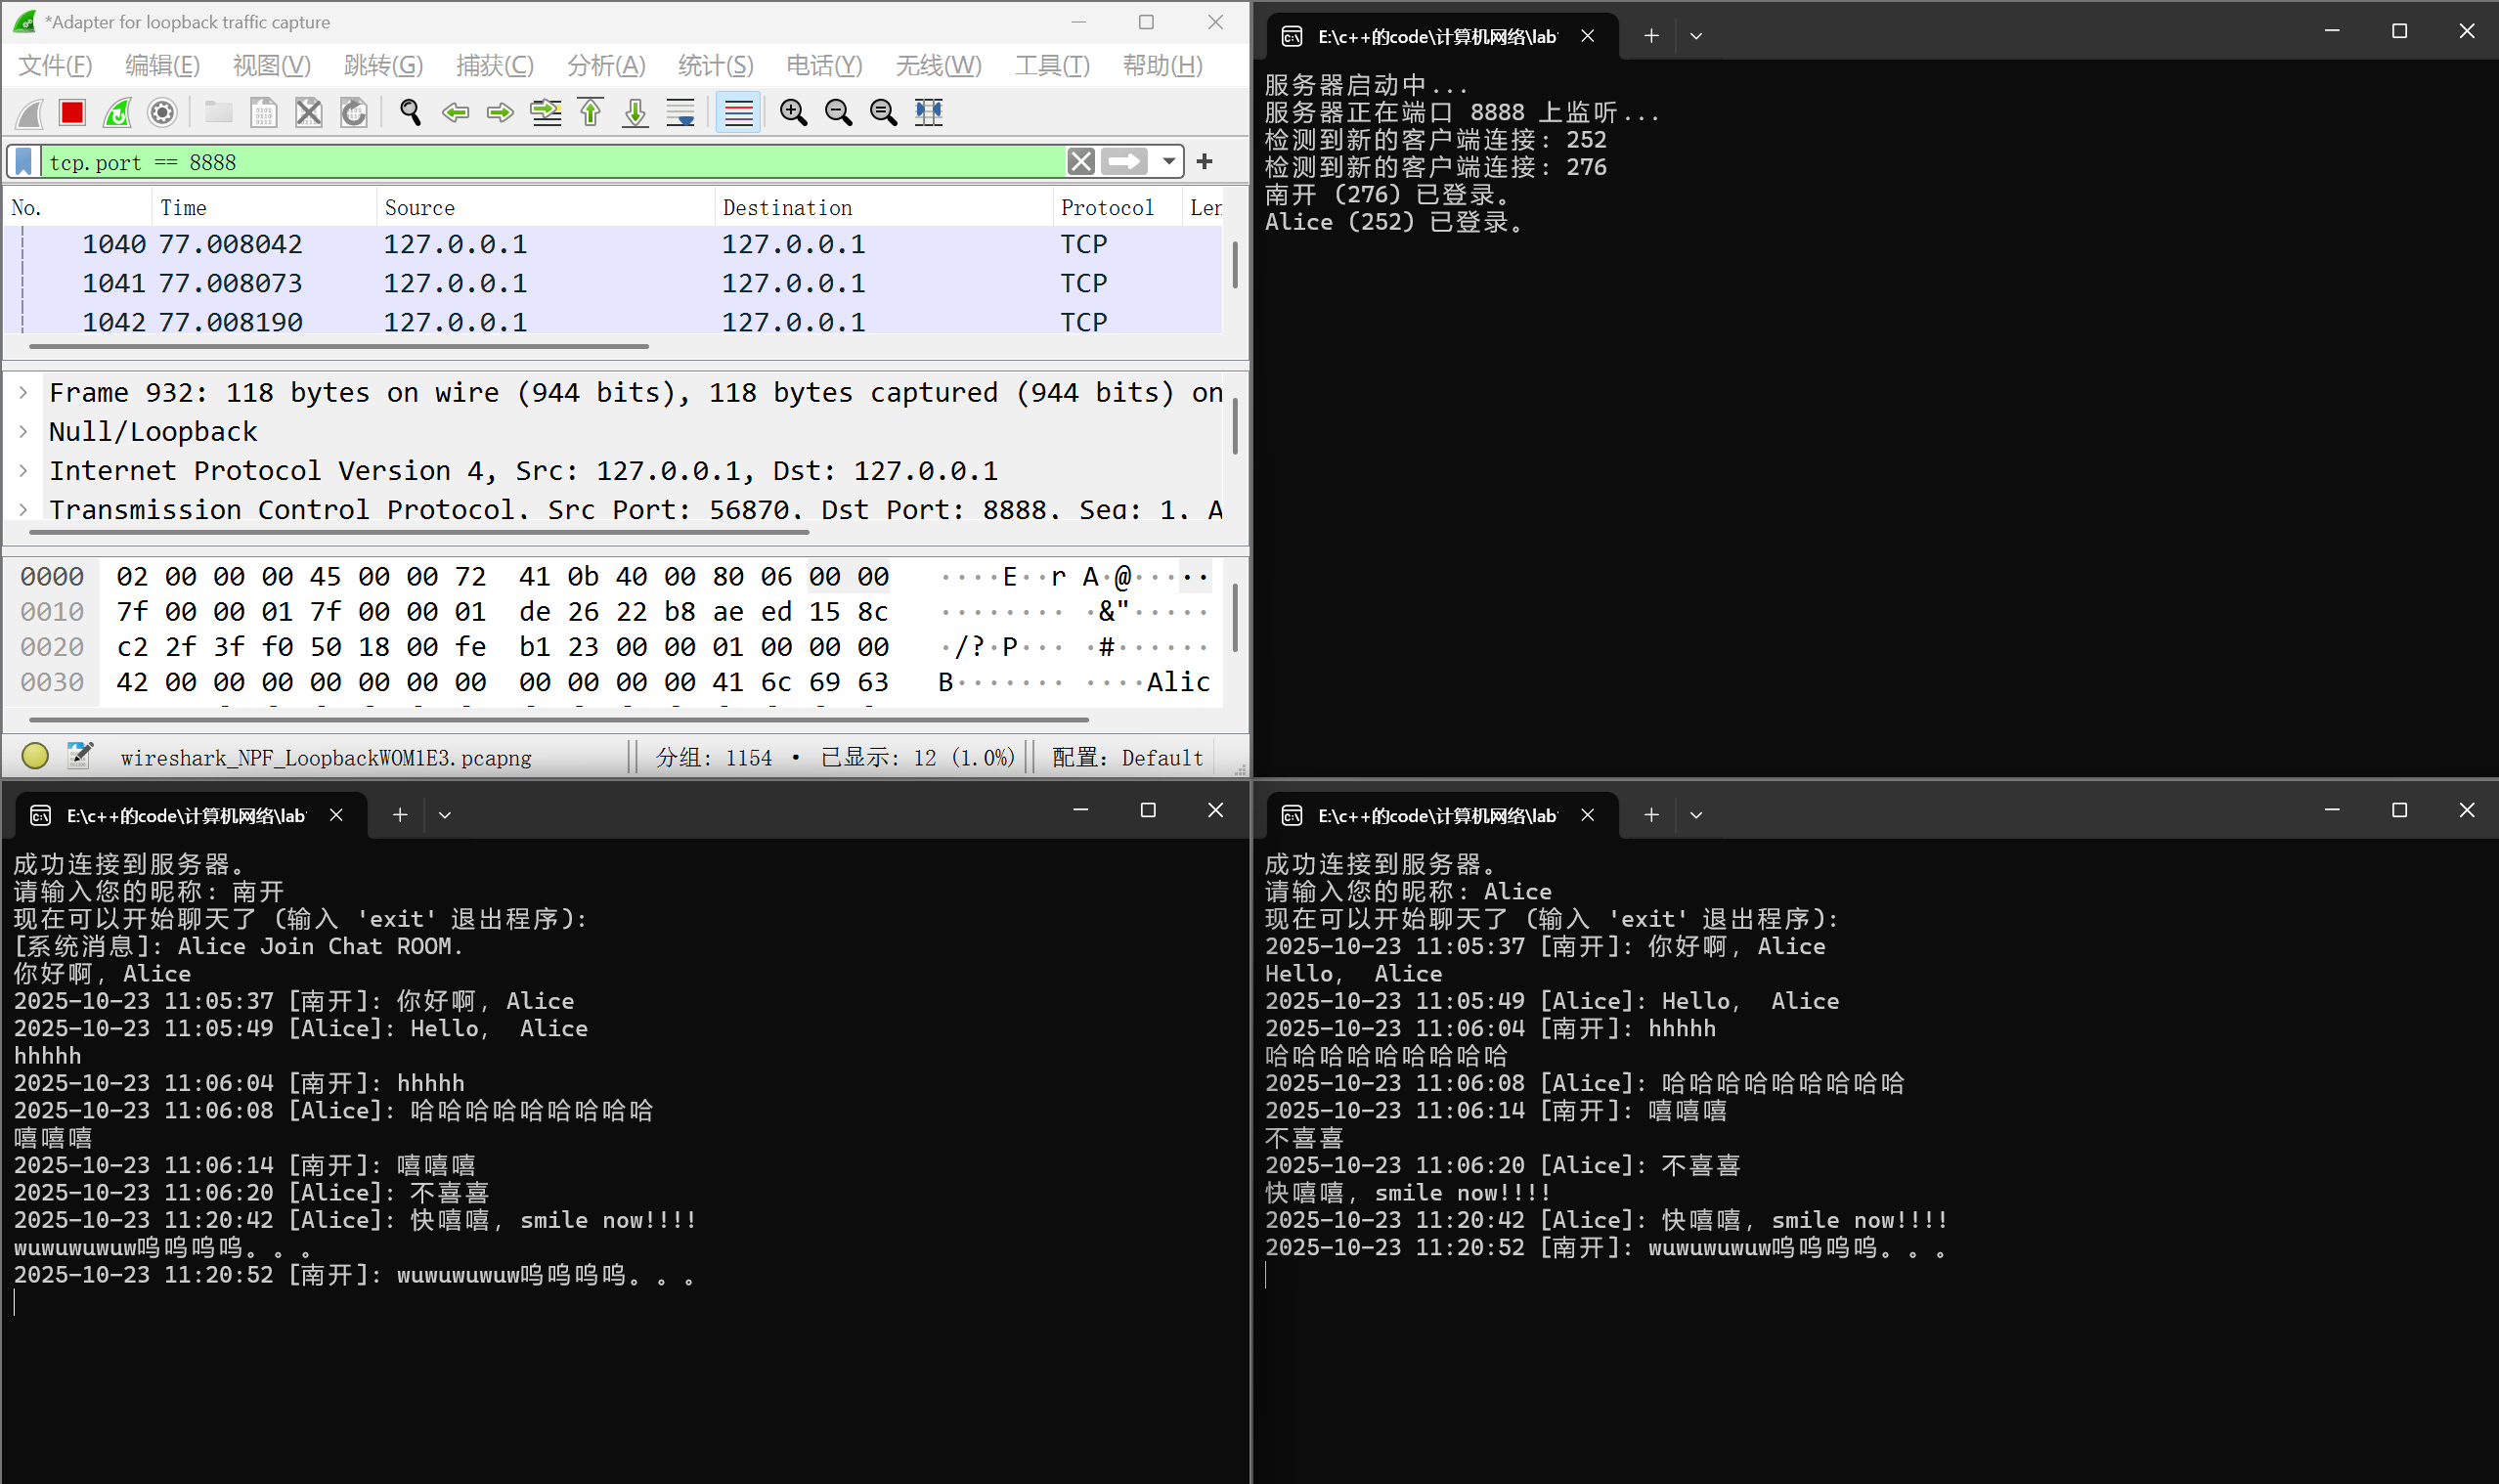 *Adapter for loopback traffic capture
文件(F) 编辑(E) 视图(V) 跳转(G) 捕获(C) 分析(A) 统计(S) 电话(Y) 无线(W) 工具(T) 帮助(H)
tcp.port == 8888
No. Time Source Destination Protocol Len
1040 77.008042 127.0.0.1 127.0.0.1 TCP
1041 77.008073 127.0.0.1 127.0.0.1 TCP
1042 77.008190 127.0.0.1 127.0.0.1 TCP
Frame 932: 118 bytes on wire (944 bits), 118 bytes captured (944 bits) on
Null/Loopback
Internet Protocol Version 4, Src: 127.0.0.1, Dst: 127.0.0.1
Transmission Control Protocol, Src Port: 56870, Dst Port: 8888, Seq: 1, A
0000 02 00 00 00 45 00 00 72 41 0b 40 00 80 06 00 00 ····E··r A·@·····
0010 7f 00 00 01 7f 00 00 01 de 26 22 b8 ae ed 15 8c ········ ·&"·····
0020 c2 2f 3f f0 50 18 00 fe b1 23 00 00 01 00 00 00 ·/?·P··· ·#······
0030 42 00 00 00 00 00 00 00 00 00 00 00 41 6c 69 63 B······· ····Alic
wireshark_NPF_LoopbackWOM1E3.pcapng 分组: 1154 · 已显示: 12 (1.0%) 配置: Default
E:\c++的code\计算机网络\lab
服务器启动中...
服务器正在端口 8888 上监听...
检测到新的客户端连接: 252
检测到新的客户端连接: 276
南开 (276) 已登录。
Alice (252) 已登录。
E:\c++的code\计算机网络\lab
成功连接到服务器。
请输入您的昵称: 南开
现在可以开始聊天了 (输入 'exit' 退出程序):
[系统消息]: Alice Join Chat ROOM.
你好啊, Alice
2025-10-23 11:05:37 [南开]: 你好啊, Alice
2025-10-23 11:05:49 [Alice]: Hello, Alice
hhhhh
2025-10-23 11:06:04 [南开]: hhhhh
2025-10-23 11:06:08 [Alice]: 哈哈哈哈哈哈哈哈哈
嘻嘻嘻
2025-10-23 11:06:14 [南开]: 嘻嘻嘻
2025-10-23 11:06:20 [Alice]: 不喜喜
2025-10-23 11:20:42 [Alice]: 快嘻嘻, smile now!!!!
wuwuwuwuw呜呜呜呜。。。
2025-10-23 11:20:52 [南开]: wuwuwuwuw呜呜呜呜。。。
E:\c++的code\计算机网络\lab
成功连接到服务器。
请输入您的昵称: Alice
现在可以开始聊天了 (输入 'exit' 退出程序):
2025-10-23 11:05:37 [南开]: 你好啊, Alice
Hello, Alice
2025-10-23 11:05:49 [Alice]: Hello, Alice
2025-10-23 11:06:04 [南开]: hhhhh
哈哈哈哈哈哈哈哈哈
2025-10-23 11:06:08 [Alice]: 哈哈哈哈哈哈哈哈哈
2025-10-23 11:06:14 [南开]: 嘻嘻嘻
不喜喜
2025-10-23 11:06:20 [Alice]: 不喜喜
快嘻嘻, smile now!!!!
2025-10-23 11:20:42 [Alice]: 快嘻嘻, smile now!!!!
2025-10-23 11:20:52 [南开]: wuwuwuwuw呜呜呜呜。。。